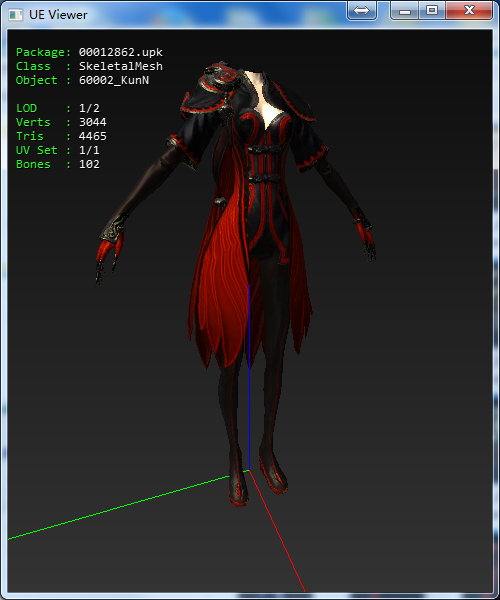 UE Viewer
Package: 00012862.upk
Class  : SkeletalMesh
Object : 60002_KunN
LOD    : 1/2
Verts  : 3044
Tris   : 4465
UV Set : 1/1
Bones  : 102